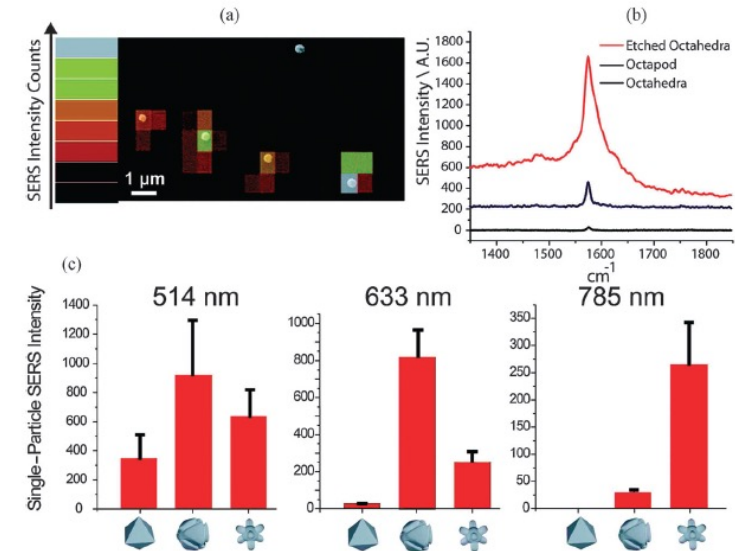 (a)
SERS Intensity Counts
1 μm
(b)
SERS Intensity \ A.U.
1800
1600
1400
1200
1000
800
600
400
200
0
Etched Octahedra
Octapod
Octahedra
1400 1500 1600 1700 1800
cm-1
(c)
Single-Particle SERS Intensity
514 nm
1400
1200
1000
800
600
400
200
0
633 nm
1000
800
600
400
200
0
785 nm
350
300
250
200
150
100
50
0